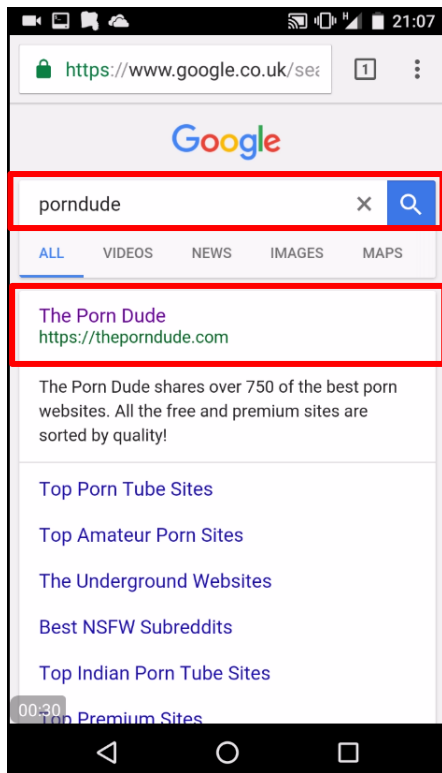 21:07
https://www.google.co.uk/sea
1
Google
porndude
ALL VIDEOS NEWS IMAGES MAPS
The Porn Dude
https://theporndude.com
The Porn Dude shares over 750 of the best porn
websites. All the free and premium sites are
sorted by quality!
Top Porn Tube Sites
Top Amateur Porn Sites
The Underground Websites
Best NSFW Subreddits
Top Indian Porn Tube Sites
00:30
Top Premium Sites